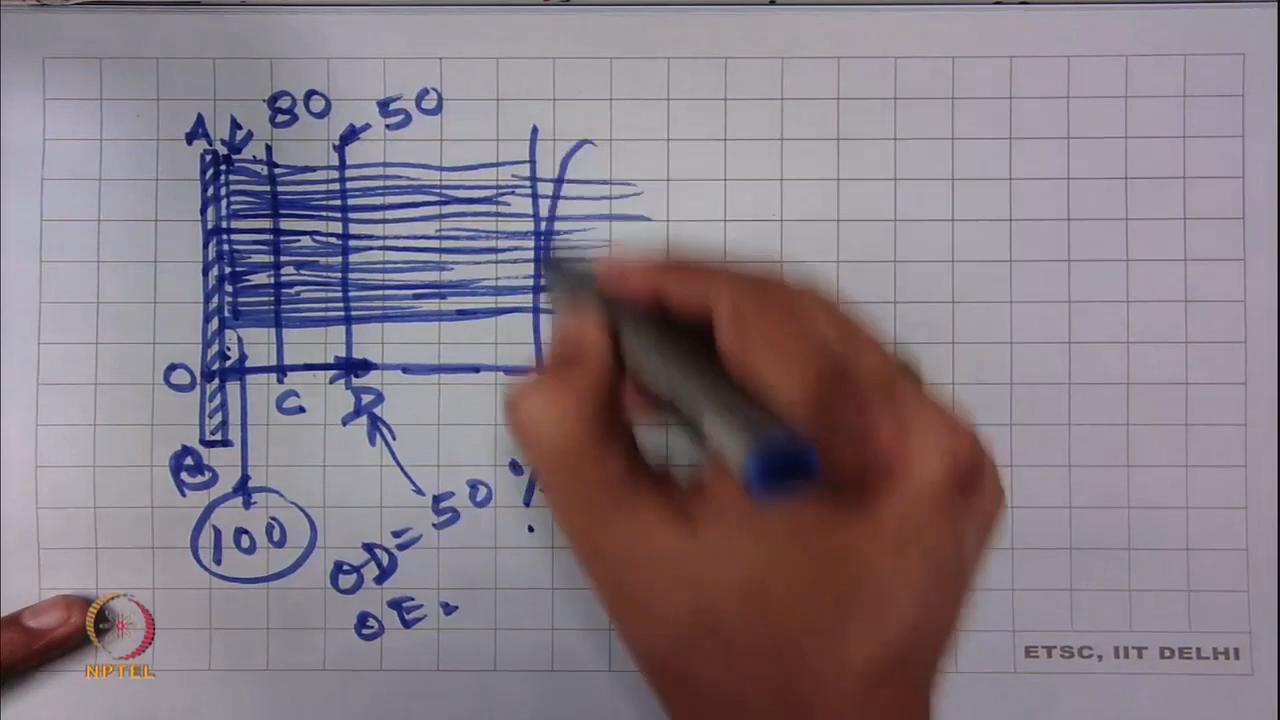 A 80 50
O C D
B
100
OD = 50 %
OE
NPTEL
ETSC, IIT DELHI